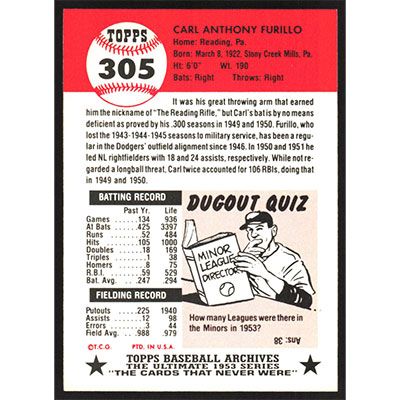 TOPPS
305
CARL ANTHONY FURILLO
Home: Reading, Pa.
Born: March 8, 1922, Stony Creek Mills, Pa.
Ht: 6'0" Wt: 190
Bats: Right Throws: Right
It was his great throwing arm that earned
him the nickname of "The Reading Rifle," but Carl's bat is by no means
deficient as proved by his .300 seasons in 1949 and 1950. Furillo, who
lost the 1943-1944-1945 seasons to military service, has been a regu-
lar in the Dodgers' outfield alignment since 1946. In 1950 and 1951 he
led NL rightfielders with 18 and 24 assists, respectively. While not re-
garded a longball threat, Carl twice accounted for 106 RBIs, doing that
in 1949 and 1950.
BATTING RECORD
Past Yr. Life
Games 134 936
At Bats .425 3397
Runs .52 484
Hits 105 1000
Doubles .18 171
Triples 1 38
Homers 8 75
R.B.I. .59 529
Bat. Avg. .247 .294
FIELDING RECORD
Putouts 225 1940
Assists 12 98
Errors 3 44
Field Avg. .988 .979
©T.C.G. PTD. IN U.S.A.
DUGOUT QUIZ
MINOR
LEAGUE
DIRECTORY
How many Leagues were there in
the Minors in 1953?
Ans: 38
TOPPS BASEBALL ARCHIVES
THE ULTIMATE 1953 SERIES
"THE CARDS THAT NEVER WERE"